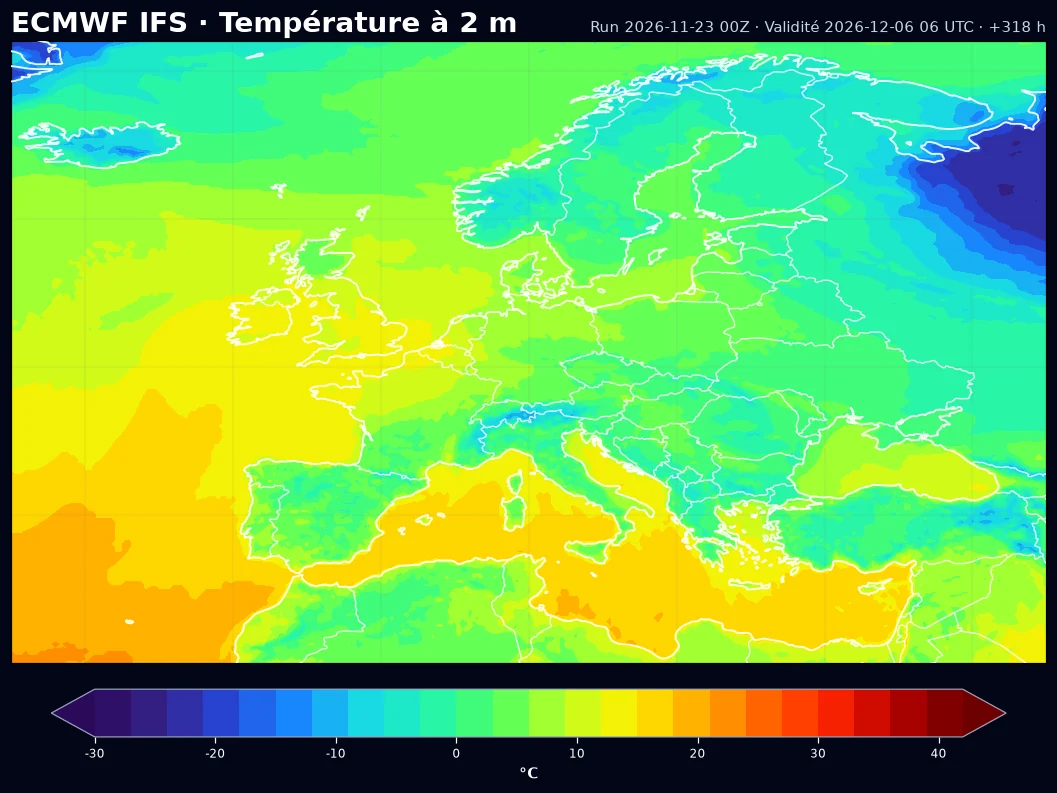 ECMWF IFS · Température à 2 m
Run 2026-11-23 00Z · Validité 2026-12-06 06 UTC · +318 h
-30 -20 -10 0 10 20 30 40
°C